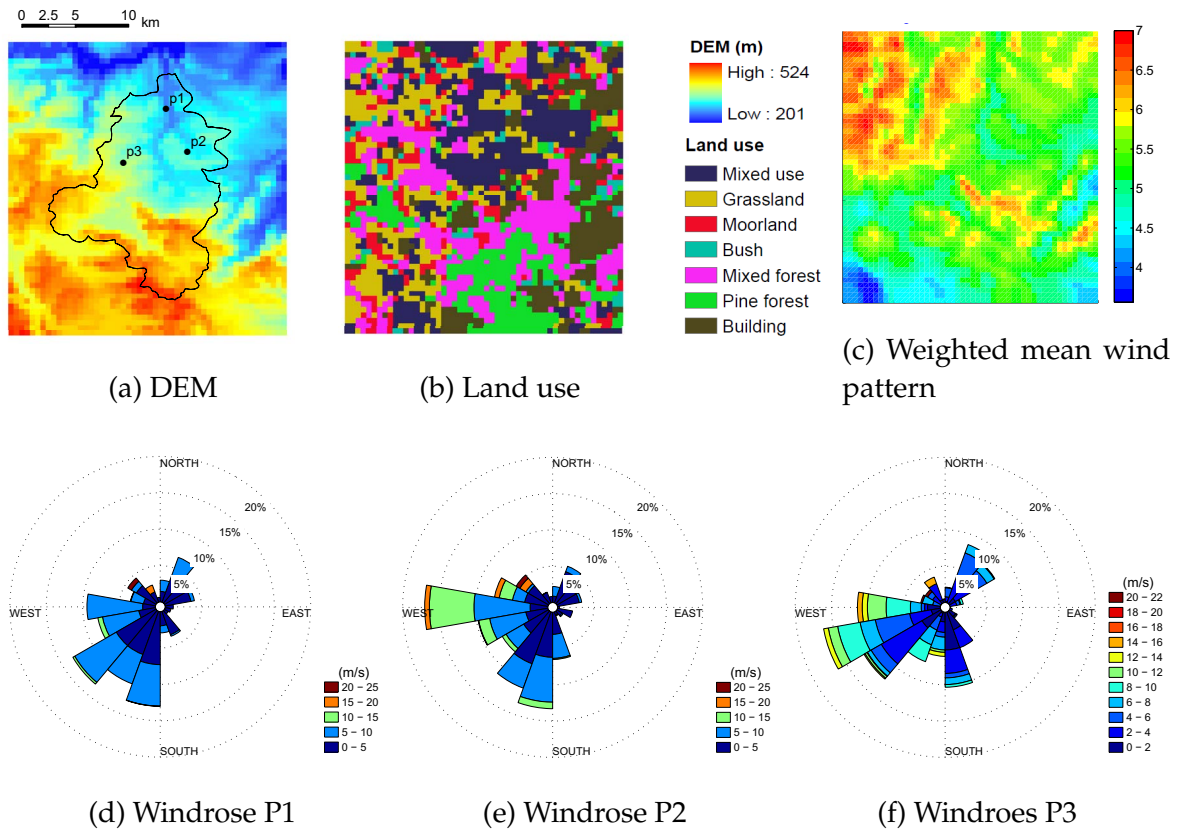 0 2.5 5 10 km
p1
p2
p3
(a) DEM
(b) Land use
DEM (m)
High : 524
Low : 201
Land use
Mixed use
Grassland
Moorland
Bush
Mixed forest
Pine forest
Building
7
6.5
6
5.5
5
4.5
4
(c) Weighted mean wind
pattern
NORTH
20%
15%
10%
5%
WEST
EAST
SOUTH
(m/s)
20 – 25
15 – 20
10 – 15
5 – 10
0 – 5
(d) Windrose P1
NORTH
20%
15%
10%
5%
WEST
EAST
SOUTH
(m/s)
20 – 25
15 – 20
10 – 15
5 – 10
0 – 5
(e) Windrose P2
NORTH
20%
15%
10%
5%
WEST
EAST
SOUTH
(m/s)
20 – 22
18 – 20
16 – 18
14 – 16
12 – 14
10 – 12
8 – 10
6 – 8
4 – 6
2 – 4
0 – 2
(f) Windroes P3